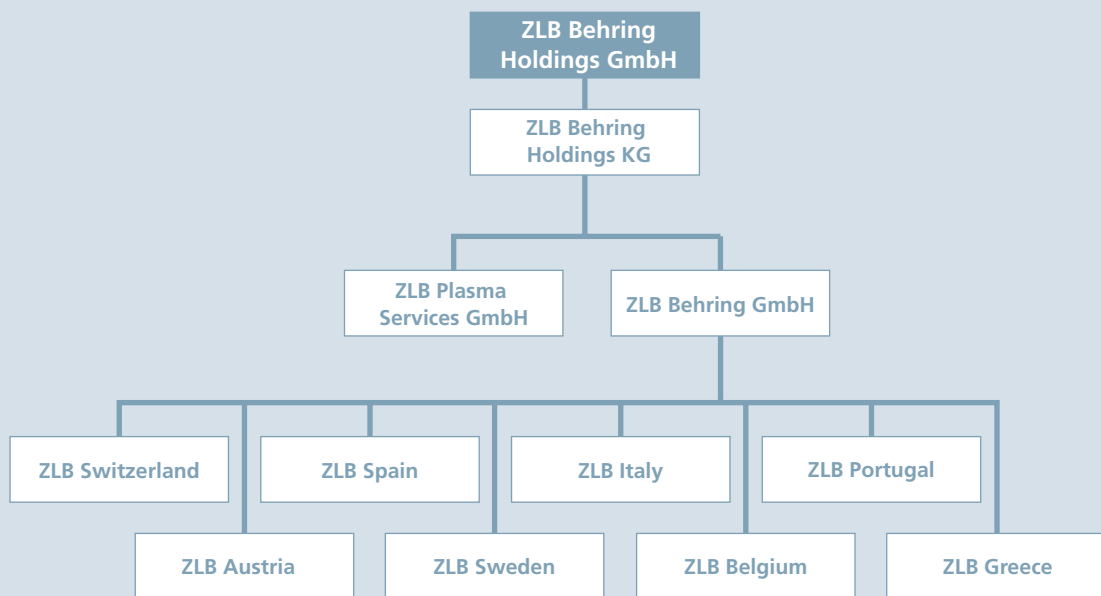 ZLB Behring
Holdings GmbH
ZLB Behring
Holdings KG
ZLB Plasma
Services GmbH
ZLB Behring GmbH
ZLB Switzerland
ZLB Spain
ZLB Italy
ZLB Portugal
ZLB Austria
ZLB Sweden
ZLB Belgium
ZLB Greece